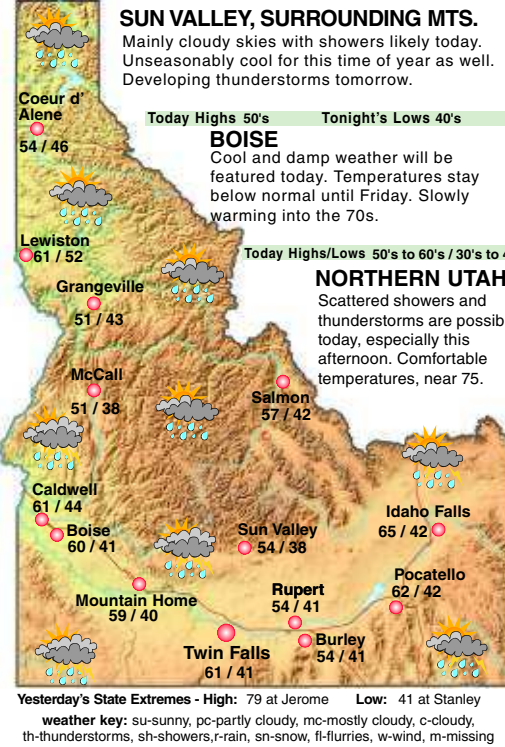 SUN VALLEY, SURROUNDING MTS.
Mainly cloudy skies with showers likely today.
Unseasonably cool for this time of year as well.
Developing thunderstorms tomorrow.
Today Highs 50's Tonight's Lows 40's
BOISE
Cool and damp weather will be
featured today. Temperatures stay
below normal until Friday. Slowly
warming into the 70s.
Today Highs/Lows 50's to 60's / 30's to 4
NORTHERN UTAH
Scattered showers and
thunderstorms are possib
today, especially this
afternoon. Comfortable
temperatures, near 75.
Coeur d'
Alene
54 / 46
Lewiston
61 / 52
Grangeville
51 / 43
McCall
51 / 38
Salmon
57 / 42
Caldwell
61 / 44
Boise
60 / 41
Sun Valley
54 / 38
Idaho Falls
65 / 42
Mountain Home
59 / 40
Rupert
54 / 41
Pocatello
62 / 42
Twin Falls
61 / 41
Burley
54 / 41
Yesterday's State Extremes - High: 79 at Jerome Low: 41 at Stanley
weather key: su-sunny, pc-partly cloudy, mc-mostly cloudy, c-cloudy,
th-thunderstorms, sh-showers,r-rain, sn-snow, fl-flurries, w-wind, m-missing